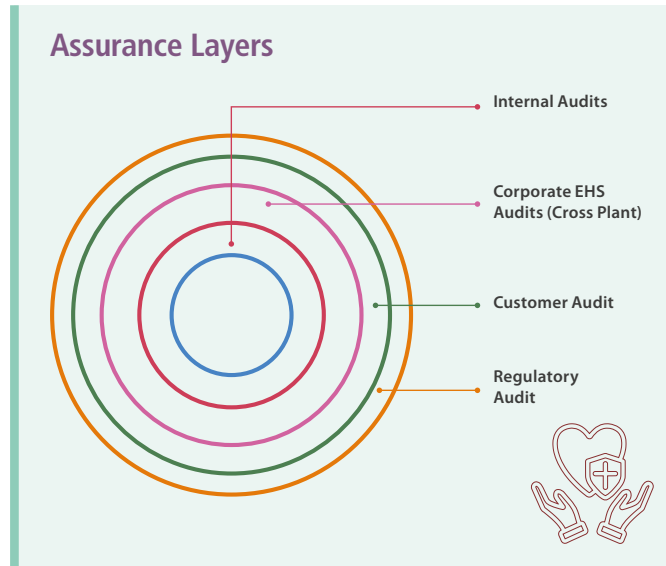 Assurance Layers
Internal Audits
Corporate EHS
Audits (Cross Plant)
Customer Audit
Regulatory
Audit